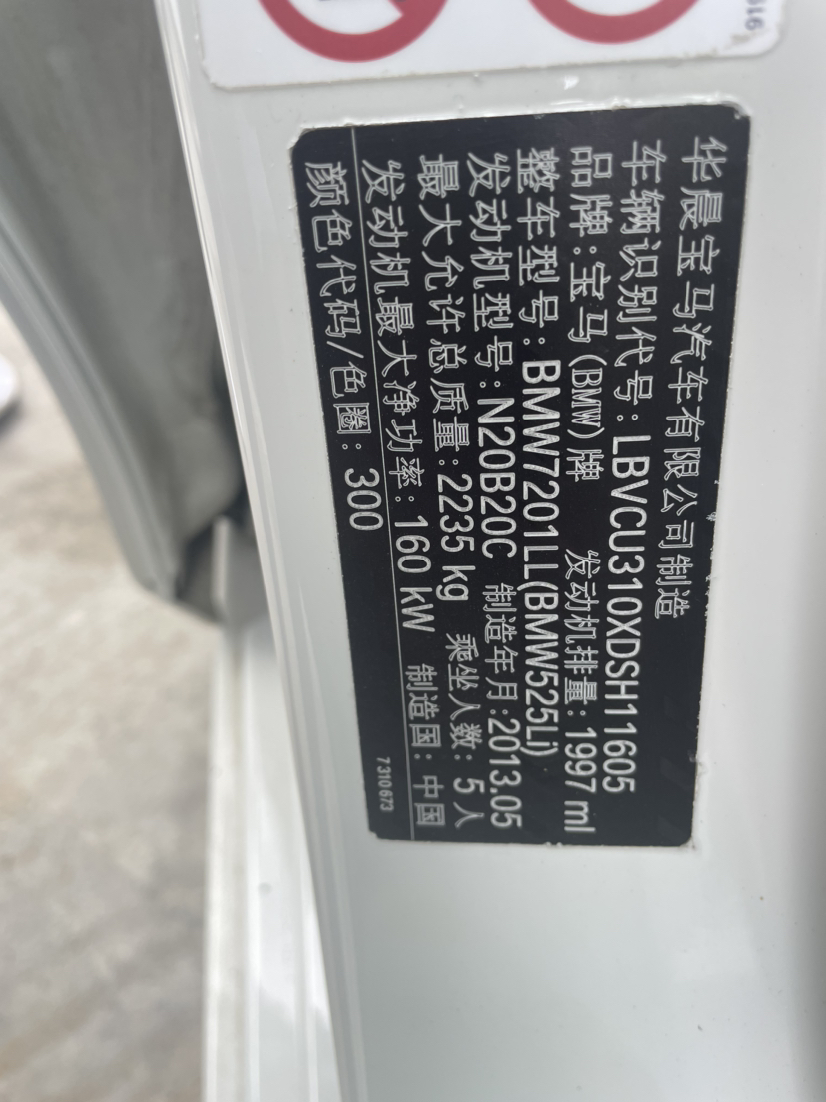 华晨宝马汽车有限公司制造
车辆识别代号:LBVCU310XDSH11605
品牌:宝马(BMW)牌 发动机排量:1997 ml
整车型号:BMW7201LL(BMW525Li)
发动机型号:N20B20C 制造年月:2013.05
最大允许总质量:2235 kg 乘坐人数:5人
发动机最大净功率:160 kW 制造国:中国
颜色代码/色圈:300
7 310 673